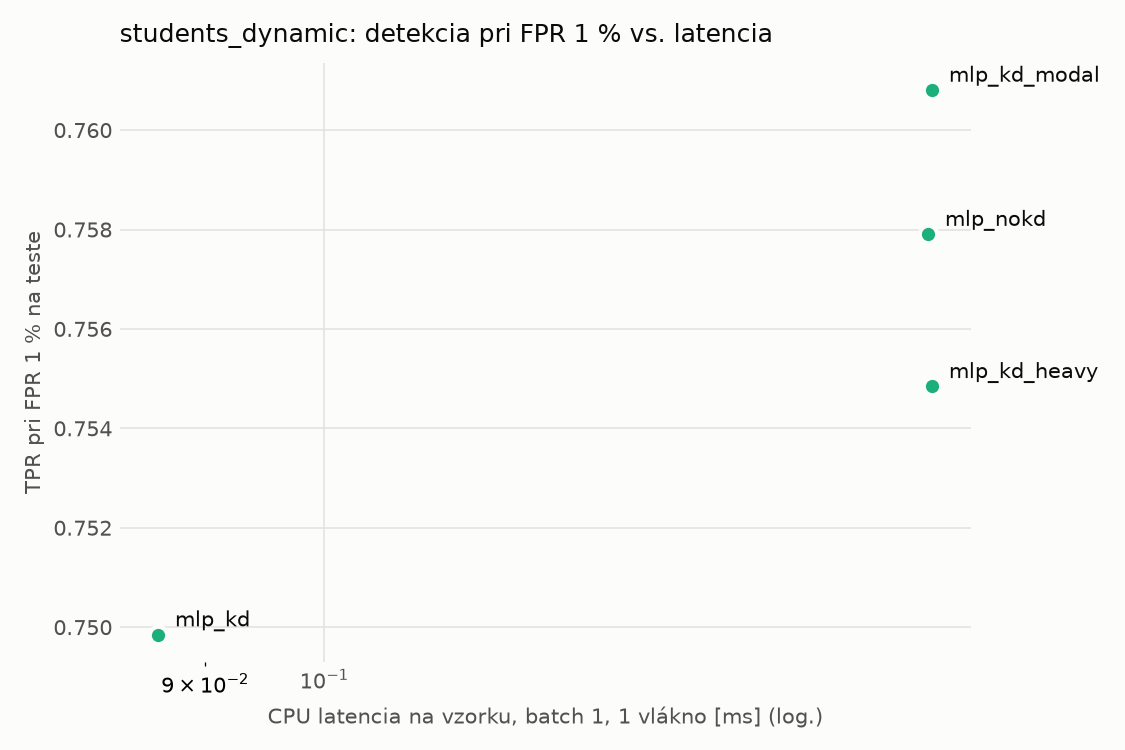 students_dynamic: detekcia pri FPR 1 % vs. latencia
mlp_kd_modal
0.760
mlp_nokd
0.758
TPR pri FPR 1 % na teste
0.756
mlp_kd_heavy
0.754
0.752
mlp_kd
0.750
9 × 10⁻²
10⁻¹
CPU latencia na vzorku, batch 1, 1 vlákno [ms] (log.)